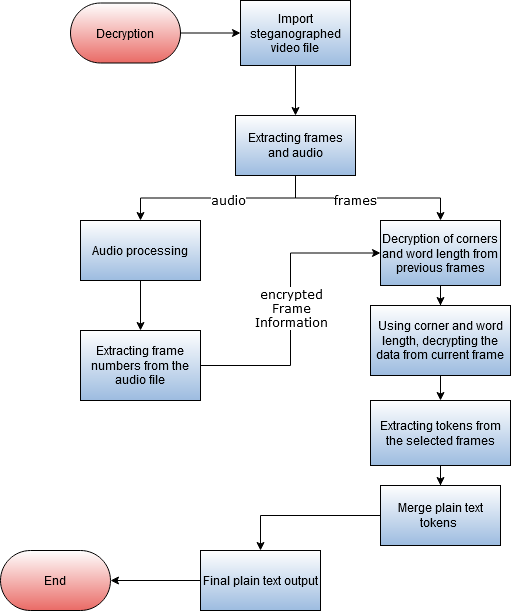 Decryption
Import
steganographed
video file
Extracting frames
and audio
audio
frames
Audio processing
Decryption of corners
and word length from
previous frames
encrypted
Frame
Information
Extracting frame
numbers from the
audio file
Using corner and word
length, decrypting the
data from current frame
Extracting tokens from
the selected frames
Merge plain text
tokens
Final plain text output
End